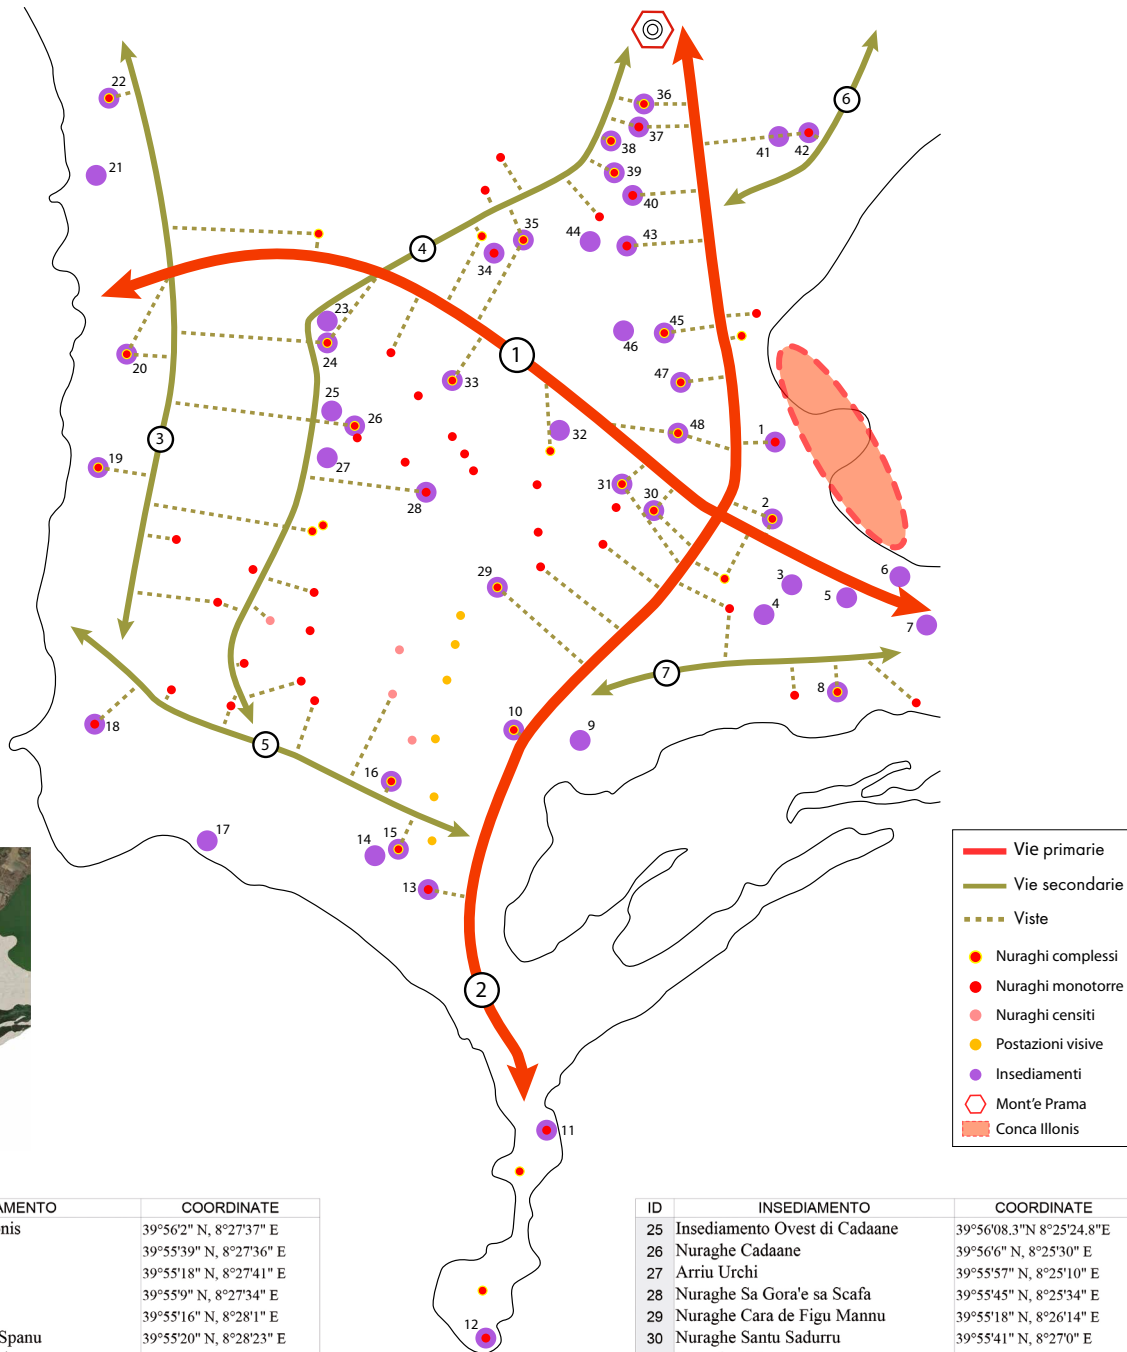 22
21
36
37
38
39
40
41
42
6
43
44
35
34
4
23
24
45
46
47
48
1
20
1
33
25
26
27
32
3
19
28
31
30
2
29
3
4
5
6
7
7
8
18
5
10
9
16
17
14
15
13
2
11
12
Vie primarie
Vie secondarie
Viste
Nuraghi complessi
Nuraghi monotorre
Nuraghi censiti
Postazioni visive
Insediamenti
Mont'e Prama
Conca Illonis
AMENTO COORDINATE
nis 39°56'2" N, 8°27'37" E
39°55'39" N, 8°27'36" E
39°55'18" N, 8°27'41" E
39°55'9" N, 8°27'34" E
39°55'16" N, 8°28'1" E
Spanu 39°55'20" N, 8°28'23" E
ID INSEDIAMENTO COORDINATE
25 Insediamento Ovest di Cadaane 39°56'08.3"N 8°25'24.8"E
26 Nuraghe Cadaane 39°56'6" N, 8°25'30" E
27 Arriu Urchi 39°55'57" N, 8°25'10" E
28 Nuraghe Sa Gora'e sa Scafa 39°55'45" N, 8°25'34" E
29 Nuraghe Cara de Figu Mannu 39°55'18" N, 8°26'14" E
30 Nuraghe Santu Sadurru 39°55'41" N, 8°27'0" E